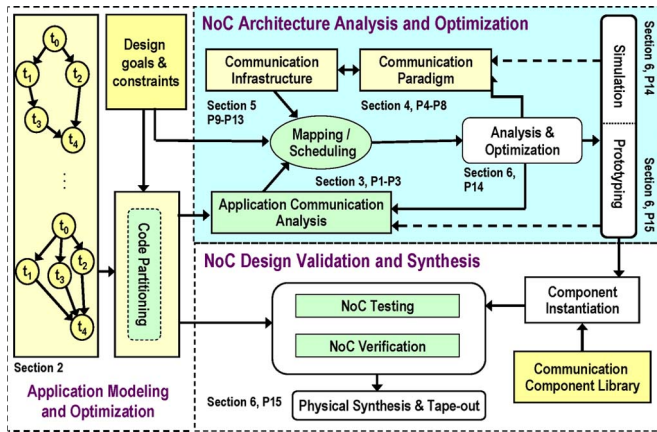 NoC Architecture Analysis and Optimization
t0
t1
t2
t3
t4
Design
goals &
constraints
Communication
Infrastructure
Communication
Paradigm
Section 5
P9-P13
Section 4, P4-P8
Mapping /
Scheduling
Analysis &
Optimization
Section 3, P1-P3
Section 6,
P14
Application Communication
Analysis
Simulation
Prototyping
Section 6, P14
Section 6, P15
Code Partitioning
t0
t1
t3
t2
t4
Section 2
Application Modeling
and Optimization
NoC Design Validation and Synthesis
NoC Testing
NoC Verification
Component
Instantiation
Communication
Component Library
Section 6, P15
Physical Synthesis & Tape-out